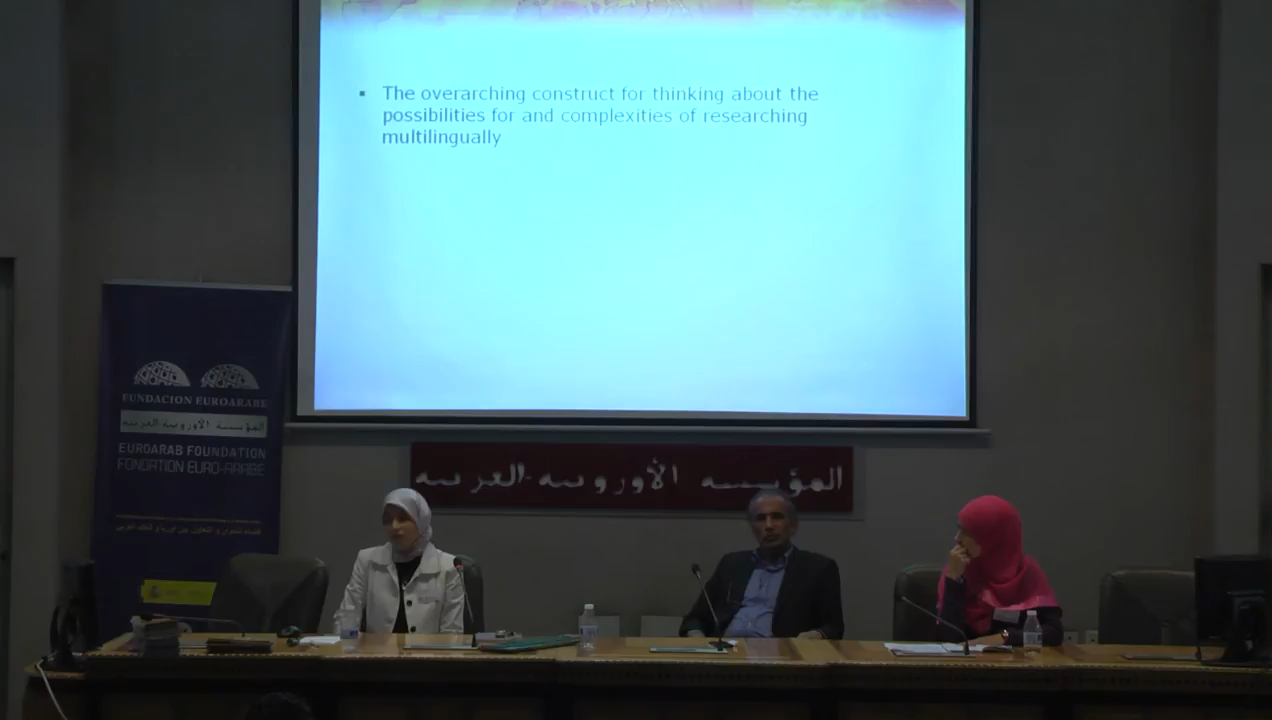 ▪ The overarching construct for thinking about the
possibilities for and complexities of researching
multilingually
FUNDACION EUROARABE
المؤسسة الأوروبية العربية
EUROARAB FOUNDATION
FONDATION EURO-ARABE
المؤسسة الأوروبية-العربية